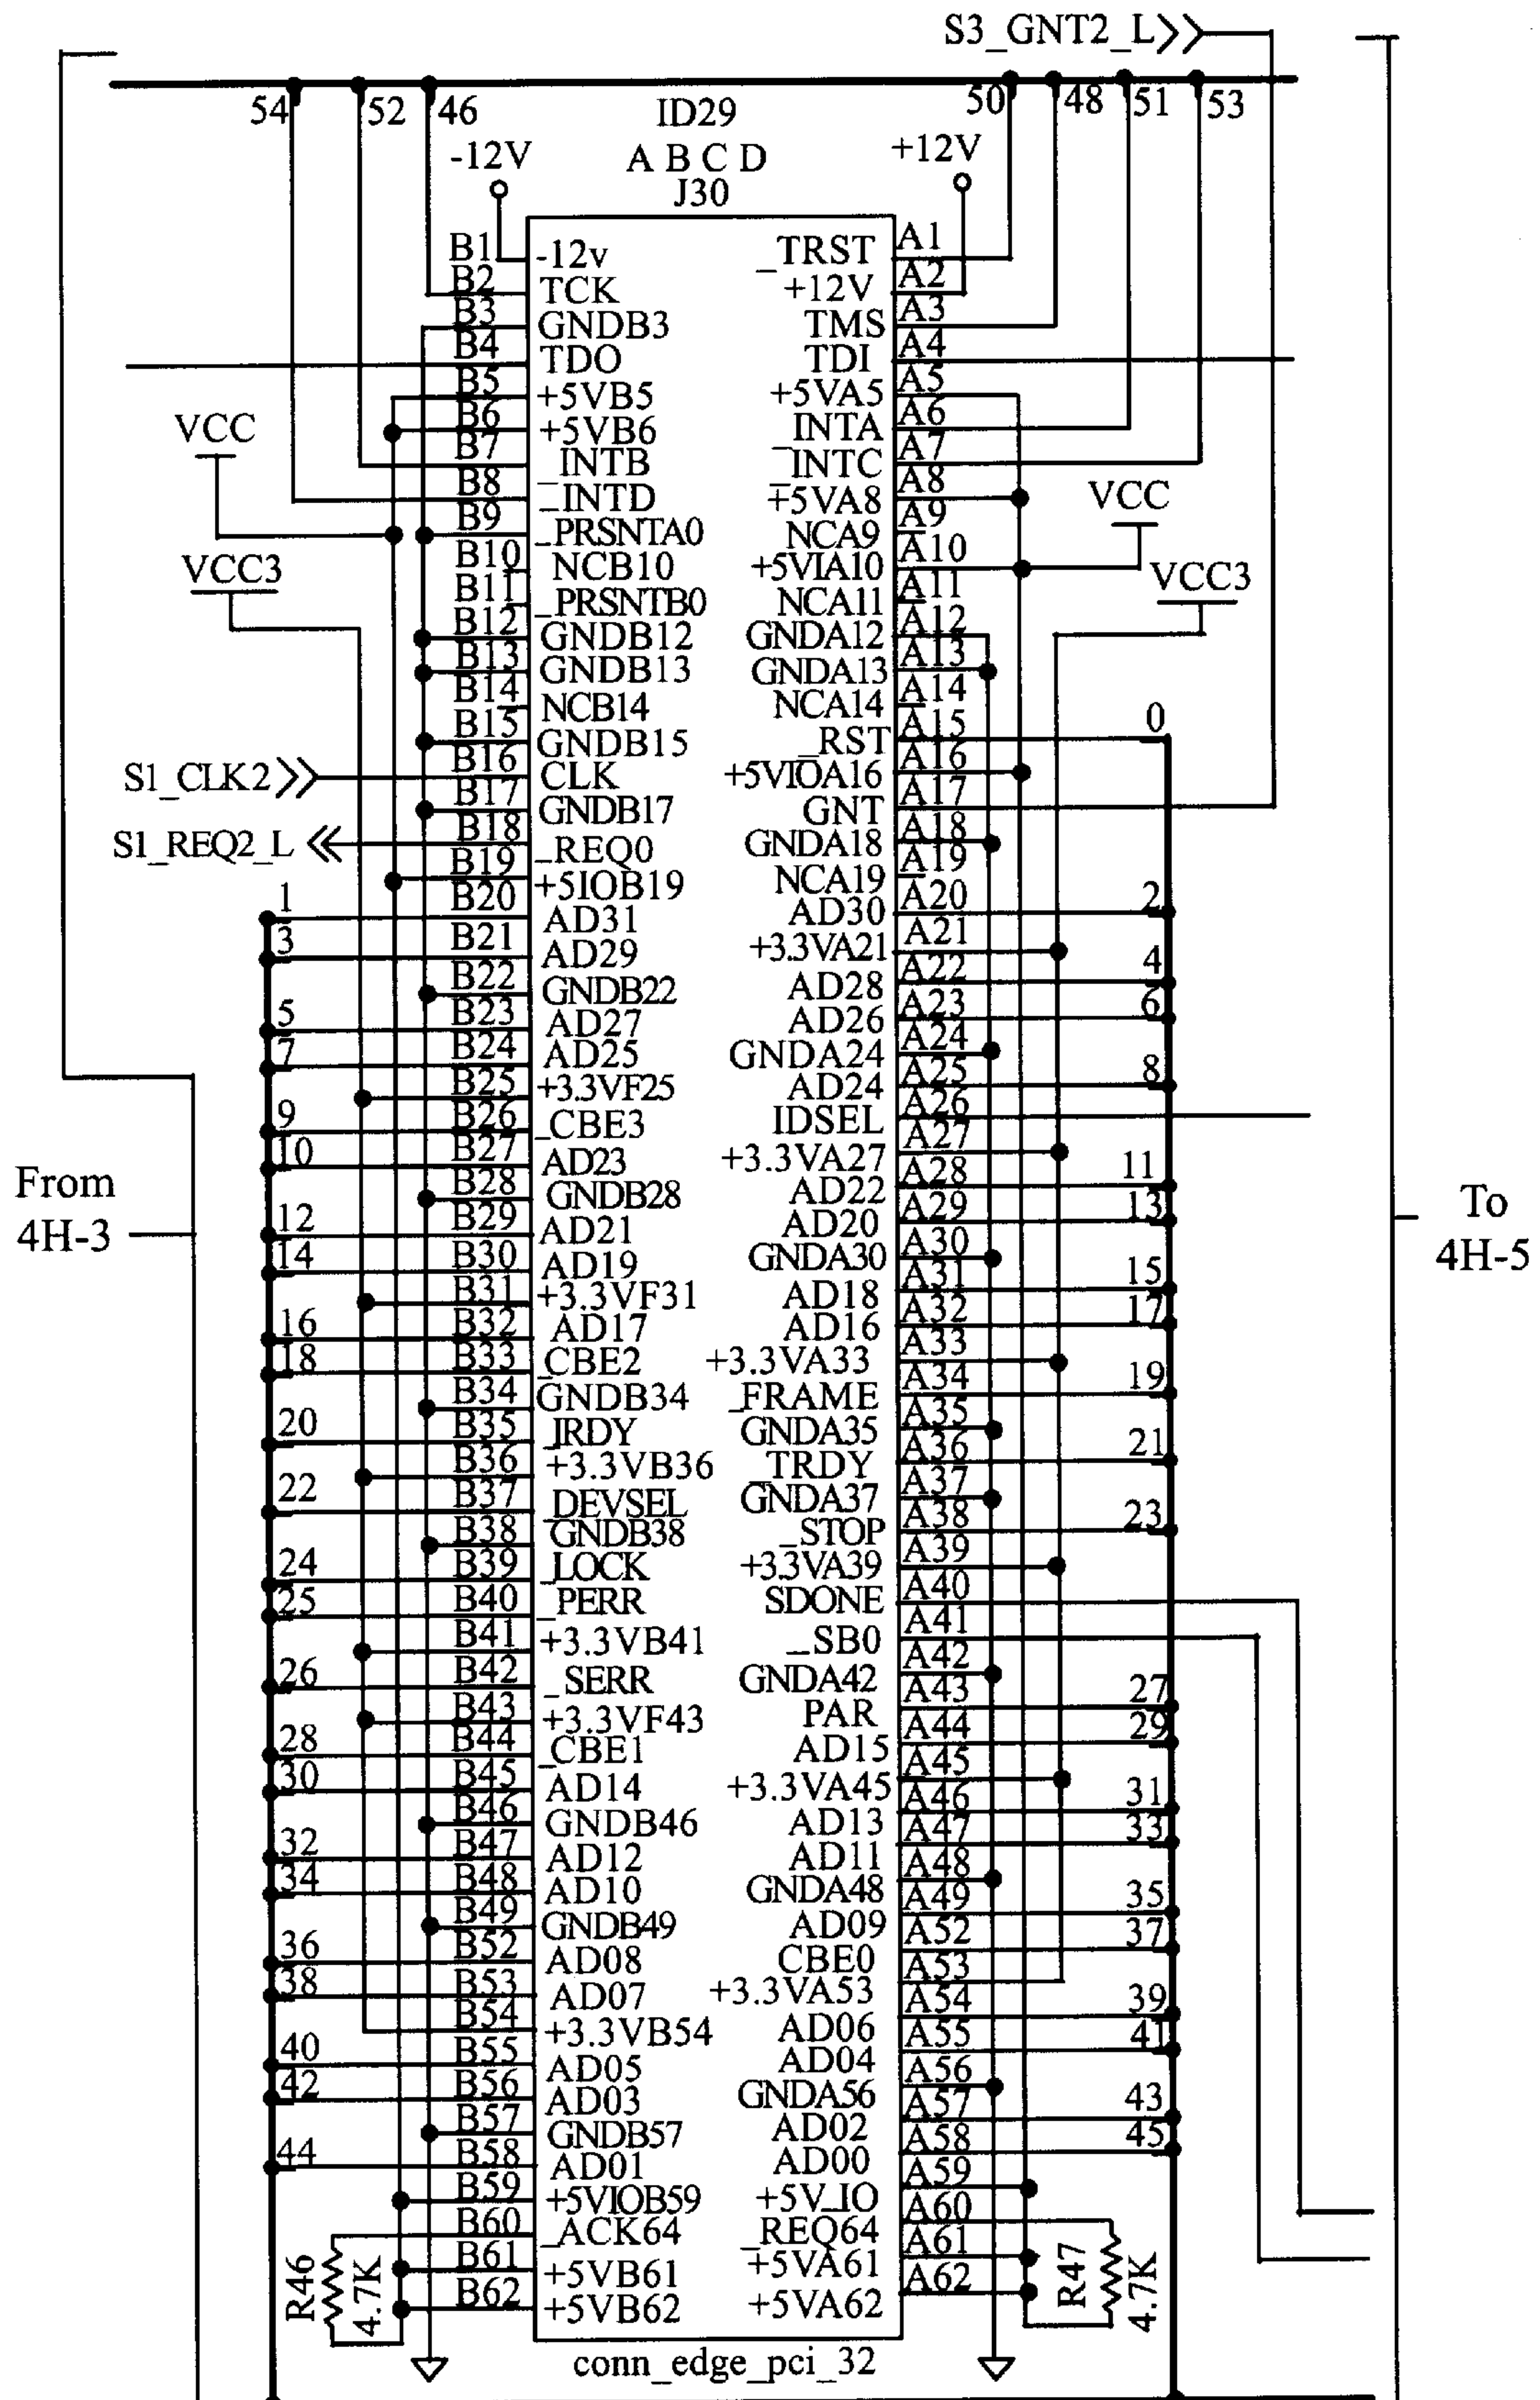 S3_GNT2_L
54 52 46 ID29 50 48 51 53
-12V A B C D +12V
J30
B1 -12v _TRST A1
B2 TCK +12V A2
B3 GNDB3 TMS A3
B4 TDO TDI A4
B5 +5VB5 +5VA5 A5
VCC B6 +5VB6 _INTA A6
B7 _INTB _INTC A7
B8 _INTD +5VA8 A8 VCC
B9 _PRSNTA0 NCA9 A9
VCC3 B10 NCB10 +5VIA10 A10 VCC3
B11 _PRSNTB0 NCA11 A11
B12 GNDB12 GNDA12 A12
B13 GNDB13 GNDA13 A13
B14 NCB14 NCA14 A14
B15 GNDB15 _RST A15 0
S1_CLK2 B16 CLK +5VIOA16 A16
B17 GNDB17 GNT A17
S1_REQ2_L B18 _REQ0 GNDA18 A18
B19 +5IOB19 NCA19 A19
1 B20 AD31 AD30 A20 2
3 B21 AD29 +3.3VA21 A21
B22 GNDB22 AD28 A22 4
5 B23 AD27 AD26 A23 6
7 B24 AD25 GNDA24 A24
B25 +3.3VF25 AD24 A25 8
9 B26 _CBE3 IDSEL A26
10 B27 AD23 +3.3VA27 A27
From 4H-3
B28 GNDB28 AD22 A28 11
To 4H-5
12 B29 AD21 AD20 A29 13
14 B30 AD19 GNDA30 A30
B31 +3.3VF31 AD18 A31 15
16 B32 AD17 AD16 A32 17
18 B33 _CBE2 +3.3VA33 A33
B34 GNDB34 _FRAME A34 19
20 B35 _IRDY GNDA35 A35
B36 +3.3VB36 _TRDY A36 21
22 B37 _DEVSEL GNDA37 A37
B38 GNDB38 _STOP A38 23
24 B39 _LOCK +3.3VA39 A39
25 B40 _PERR SDONE A40
B41 +3.3VB41 _SB0 A41
26 B42 _SERR GNDA42 A42
B43 +3.3VF43 PAR A43 27
28 B44 _CBE1 AD15 A44 29
30 B45 AD14 +3.3VA45 A45
B46 GNDB46 AD13 A46 31
32 B47 AD12 AD11 A47 33
34 B48 AD10 GNDA48 A48
B49 GNDB49 AD09 A49 35
36 B52 AD08 CBE0 A52 37
38 B53 AD07 +3.3VA53 A53
B54 +3.3VB54 AD06 A54 39
40 B55 AD05 AD04 A55 41
42 B56 AD03 GNDA56 A56
B57 GNDB57 AD02 A57 43
44 B58 AD01 AD00 A58 45
B59 +5VIOB59 +5V_IO A59
B60 _ACK64 _REQ64 A60
R46 4.7K B61 +5VB61 +5VA61 A61 R47 4.7K
B62 +5VB62 +5VA62 A62
conn_edge_pci_32